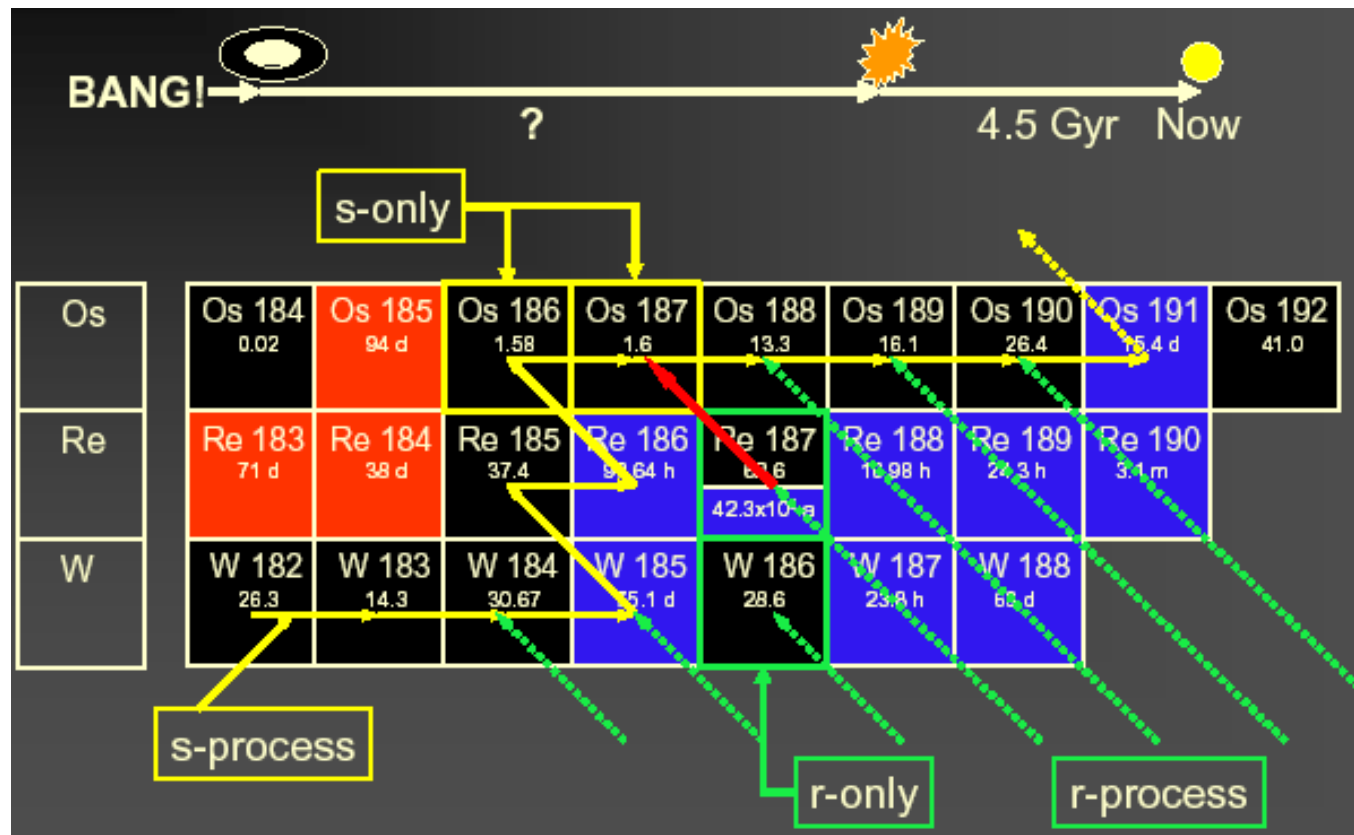 BANG!
?
4.5 Gyr Now
s-only
Os
Os 184
0.02
Os 185
94 d
Os 186
1.58
Os 187
1.6
Os 188
13.3
Os 189
16.1
Os 190
26.4
Os 191
15.4 d
Os 192
41.0
Re
Re 183
71 d
Re 184
38 d
Re 185
37.4
Re 186
h
Re 187
Re 188
h
Re 189
24.3 h
Re 190
m
W
W 182
26.3
W 183
14.3
W 184
30.67
W 185
75.1 d
W 186
28.6
W 187
23.8 h
W 188
d
s-process
r-only
r-process